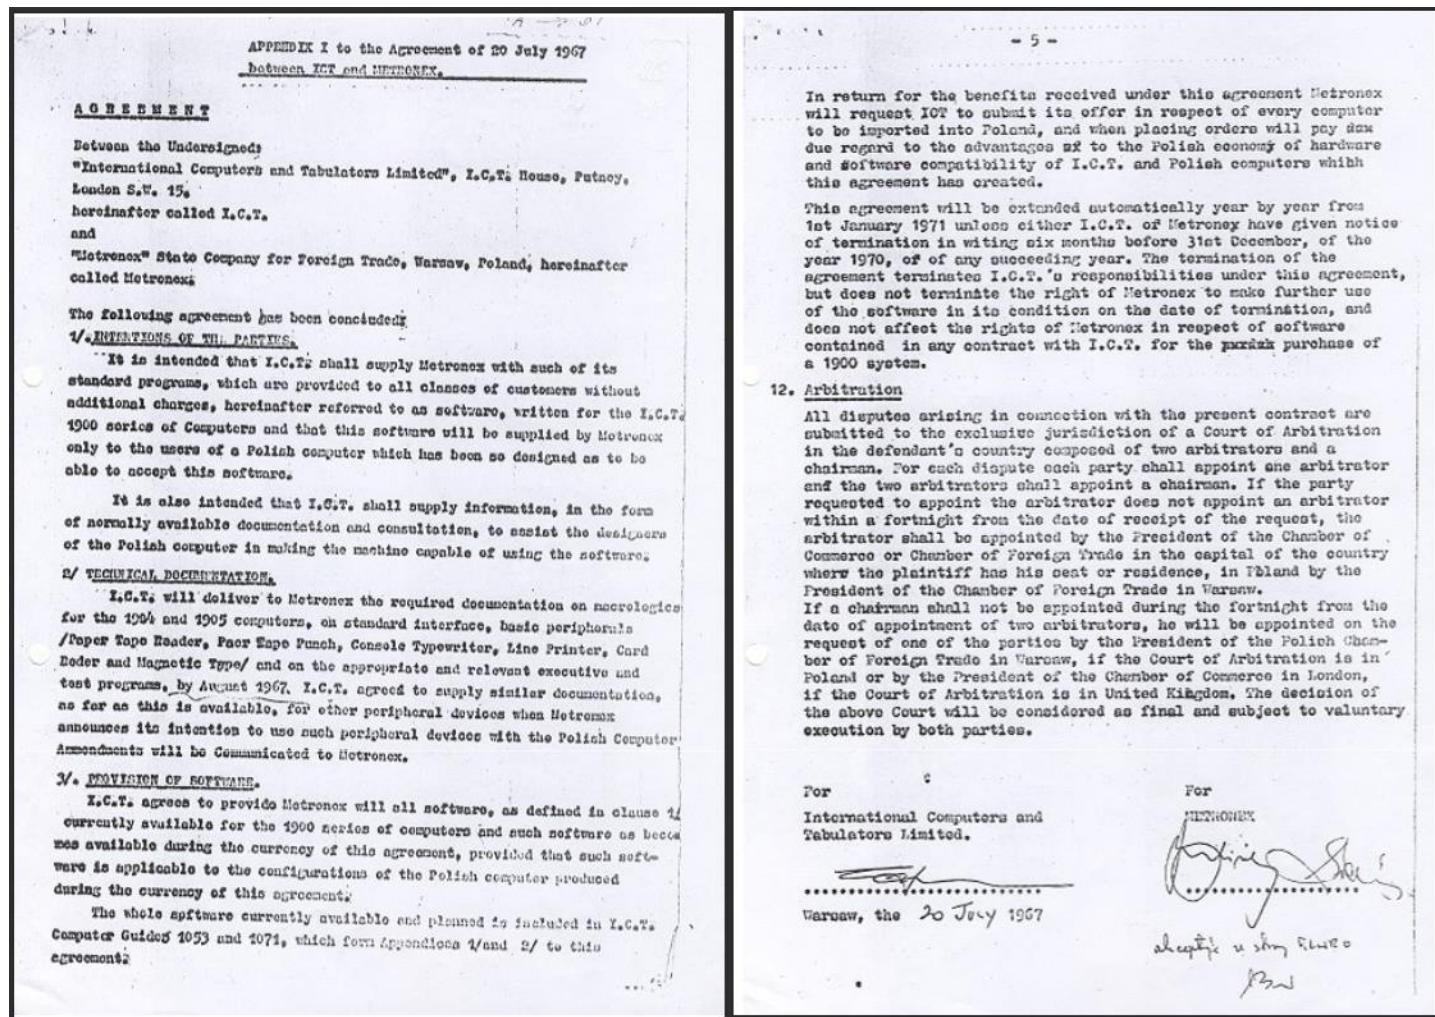 APPENDIX I to the Agreement of 20 July 1967
between ICT and METRONEX.
AGREEMENT
Between the Undersigned:
"International Computers and Tabulators Limited", I.C.T. House, Putney,
London S.W. 15,
hereinafter called I.C.T.
and
"Metronex" State Company for Foreign Trade, Warsaw, Poland, hereinafter
called Metronex;
The following agreement has been concluded:
1/. INTENTIONS OF THE PARTIES.
It is intended that I.C.T. shall supply Metronex with such of its
standard programs, which are provided to all classes of customers without
additional charges, hereinafter referred to as software, written for the I.C.T.
1900 series of Computers and that this software will be supplied by Metronex
only to the users of a Polish computer which has been so designed as to be
able to accept this software.
It is also intended that I.C.T. shall supply information, in the form
of normally available documentation and consultation, to assist the designers
of the Polish computer in making the machine capable of using the software.
2/ TECHNICAL DOCUMENTATION.
I.C.T. will deliver to Metronex the required documentation on macrologics
for the 1904 and 1905 computers, on standard interface, basic peripherals
/Paper Tape Reader, Paer Tape Punch, Console Typewriter, Line Printer, Card
Reder and Magnetic Type/ and on the appropriate and relevant executive and
test programs, by August 1967. I.C.T. agreed to supply similar documentation,
as far as this is available, for other peripheral devices when Metronex
announces its intention to use such peripheral devices with the Polish Computer
Ammendments will be Communicated to Metronex.
3/. PROVISION OF SOFTWARE.
I.C.T. agrees to provide Metronex will all software, as defined in clause 1/
currently available for the 1900 series of computers and such software as beco
mes available during the currency of this agreement, provided that such soft-
ware is applicable to the configurations of the Polish computer produced
during the currency of this agreement.
The whole software currently available and planned is included in I.C.T.
Computer Guides 1053 and 1071, which form Appendices 1/and 2/ to this
agreement.
- 5 -
In return for the benefits received under this agreement Metronex
will request ICT to submit its offer in respect of every computer
to be imported into Poland, and when placing orders will pay
due regard to the advantages to the Polish economy of hardware
and software compatibility of I.C.T. and Polish computers whihh
this agreement has created.
This agreement will be extended automatically year by year from
1st January 1971 unless either I.C.T. of Metronex have given notice
of termination in witing six months before 31st December, of the
year 1970, of of any succeeding year. The termination of the
agreement terminates I.C.T.'s responsibilities under this agreement,
but does not terminate the right of Metronex to make further use
of the software in its condition on the date of termination, and
does not affect the rights of Metronex in respect of software
contained in any contract with I.C.T. for the purchase of
a 1900 system.
12. Arbitration
All disputes arising in connection with the present contract are
submitted to the exclusive jurisdiction of a Court of Arbitration
in the defendant's country composed of two arbitrators and a
chairman. For each dispute each party shall appoint one arbitrator
and the two arbitrators shall appoint a chairman. If the party
requested to appoint the arbitrator does not appoint an arbitrator
within a fortnight from the date of receipt of the request, the
arbitrator shall be appointed by the President of the Chamber of
Commerce or Chamber of Foreign Trade in the capital of the country
where the plaintiff has his seat or residence, in Poland by the
President of the Chamber of Foreign Trade in Warsaw.
If a chairman shall not be appointed during the fortnight from the
date of appointment of two arbitrators, he will be appointed on the
request of one of the parties by the President of the Polish Cham-
ber of Foreign Trade in Warsaw, if the Court of Arbitration is in
Poland or by the President of the Chamber of Commerce in London,
if the Court of Arbitration is in United Kingdom. The decision of
the above Court will be considered as final and subject to valuntary
execution by both parties.
For
International Computers and
Tabulators Limited.
Warsaw, the 20 July 1967
For
METRONEX